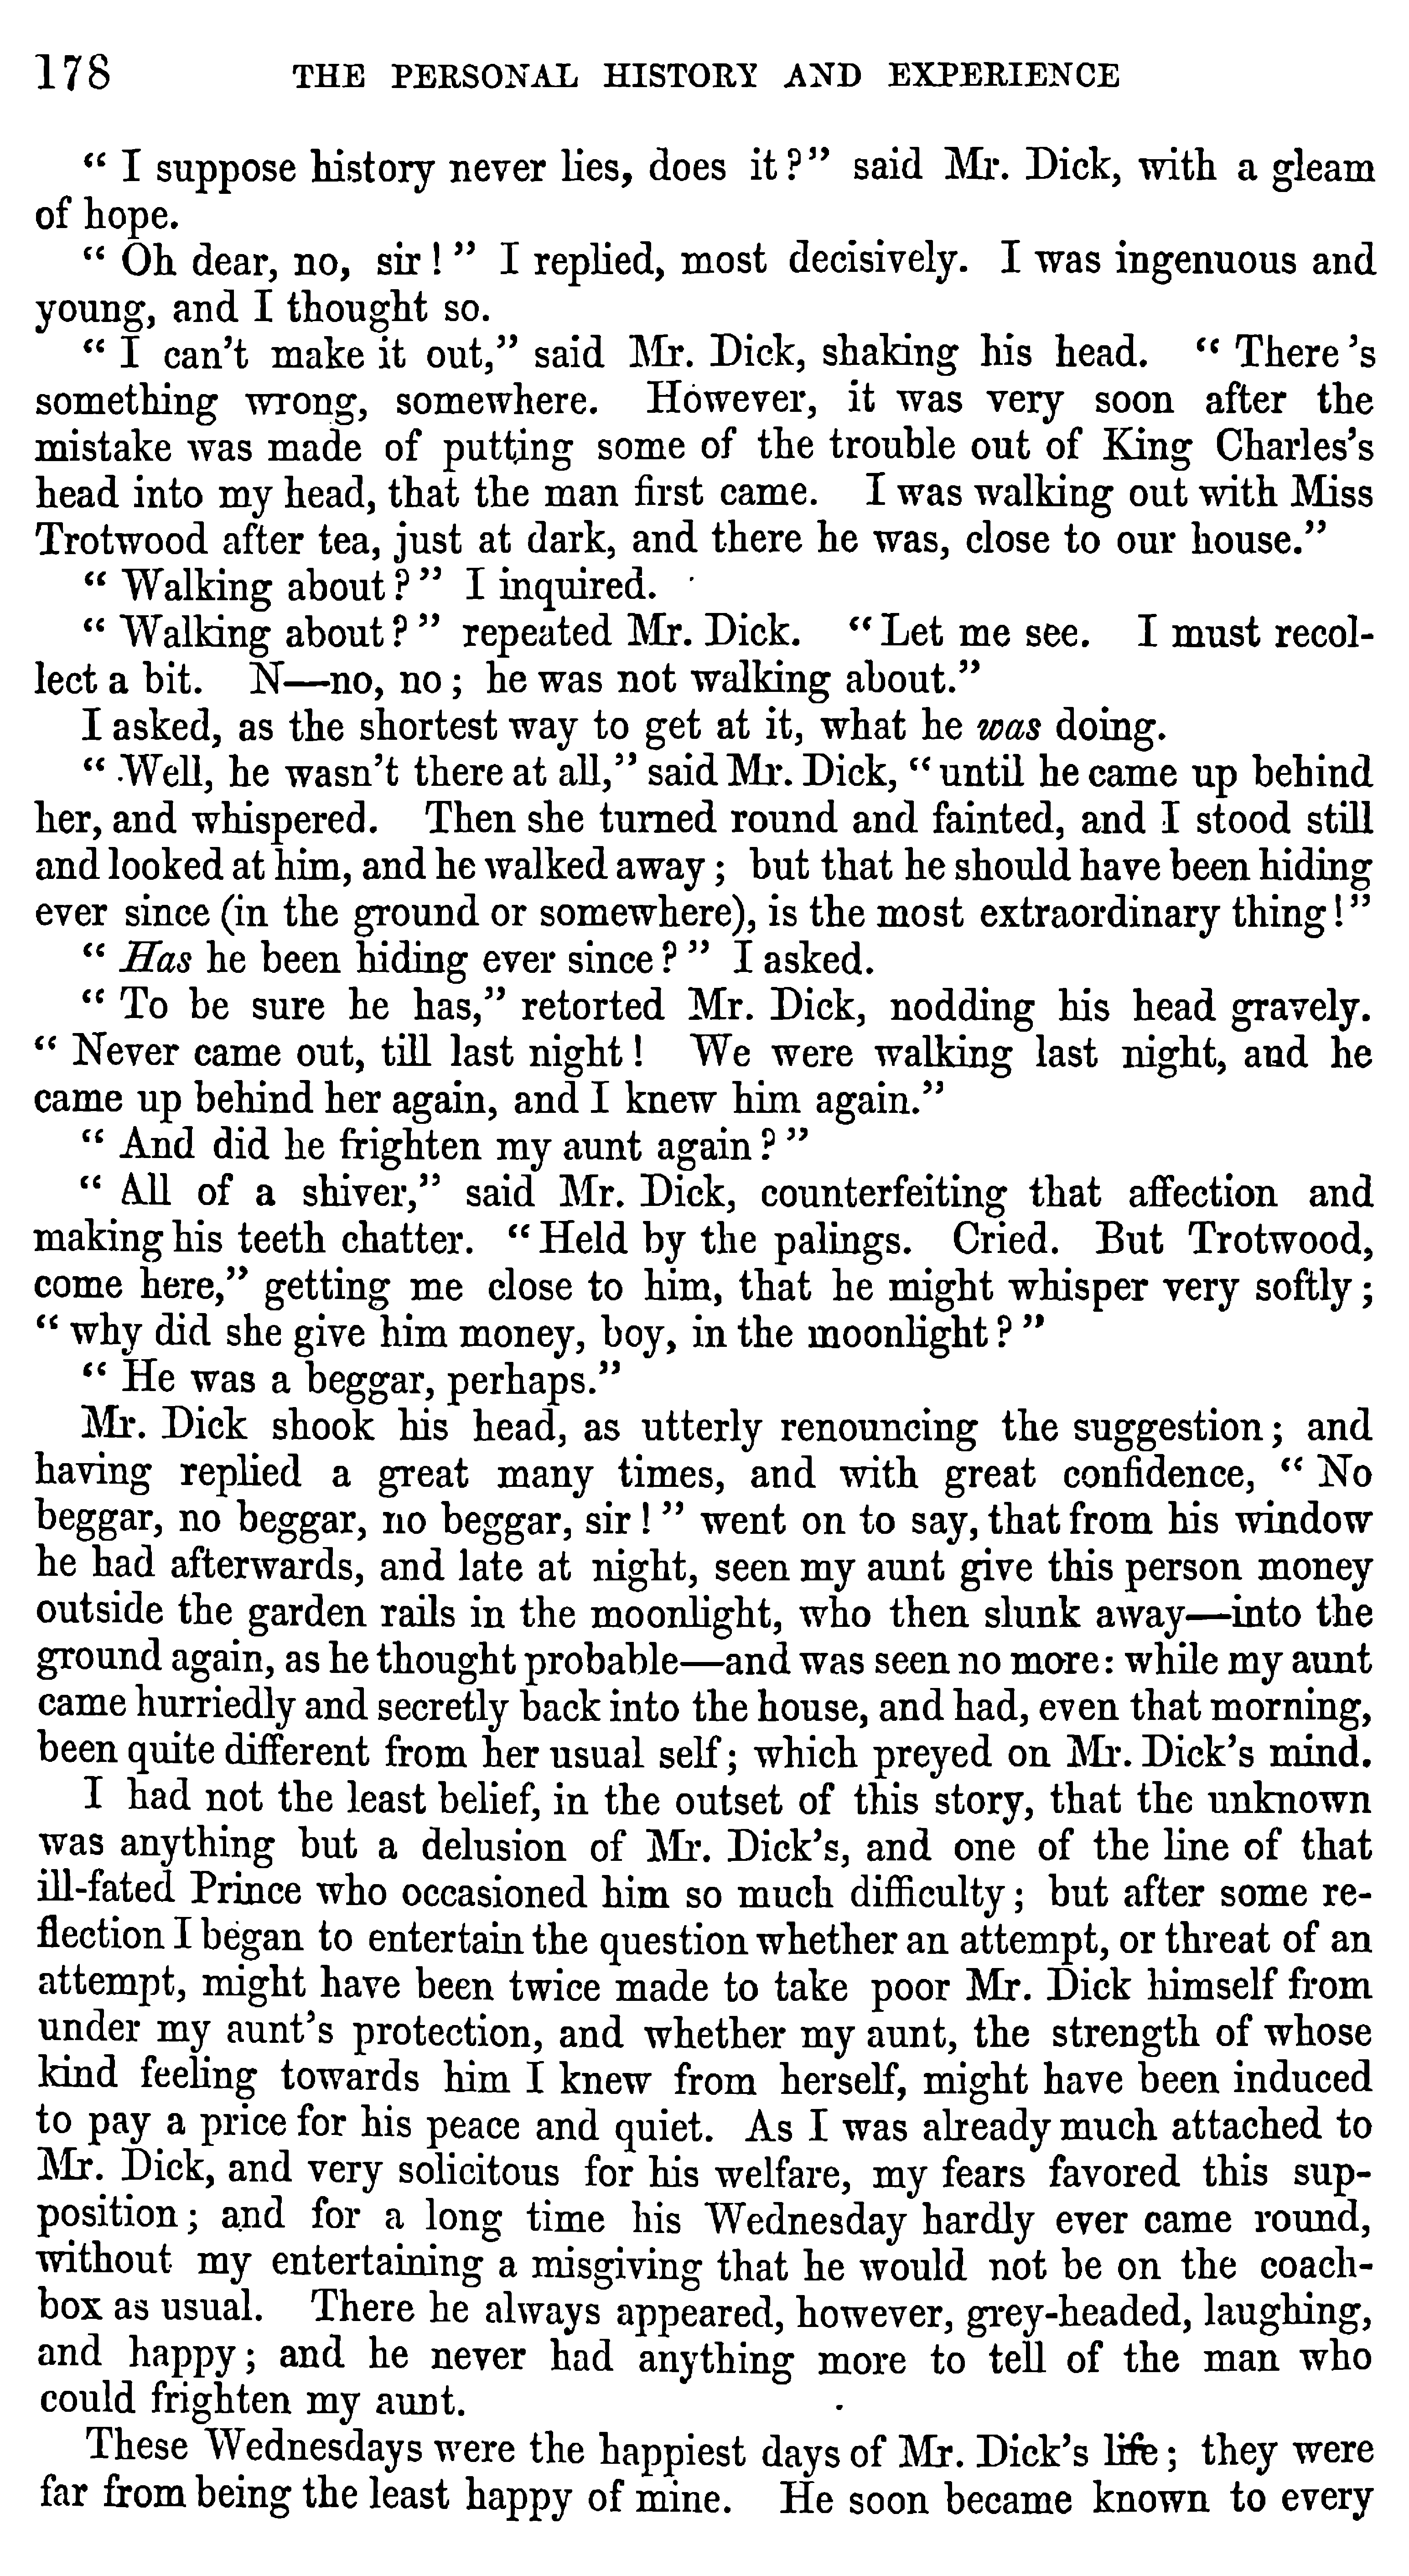 178 THE PERSONAL HISTORY AND EXPERIENCE
" I suppose history never lies, does it?" said Mr. Dick, with a gleam
of hope.
" Oh dear, no, sir! " I replied, most decisively. I was ingenuous and
young, and I thought so.
" I can't make it out," said Mr. Dick, shaking his head. " There 's
something wrong, somewhere. However, it was very soon after the
mistake was made of putting some of the trouble out of King Charles's
head into my head, that the man first came. I was walking out with Miss
Trotwood after tea, just at dark, and there he was, close to our house."
" Walking about? " I inquired.
" Walking about? " repeated Mr. Dick. " Let me see. I must recol-
lect a bit. N—no, no; he was not walking about."
I asked, as the shortest way to get at it, what he was doing.
" Well, he wasn't there at all," said Mr. Dick, " until he came up behind
her, and whispered. Then she turned round and fainted, and I stood still
and looked at him, and he walked away; but that he should have been hiding
ever since (in the ground or somewhere), is the most extraordinary thing!"
" Has he been hiding ever since? " I asked.
" To be sure he has," retorted Mr. Dick, nodding his head gravely.
" Never came out, till last night! We were walking last night, and he
came up behind her again, and I knew him again."
" And did he frighten my aunt again? "
" All of a shiver," said Mr. Dick, counterfeiting that affection and
making his teeth chatter. " Held by the palings. Cried. But Trotwood,
come here," getting me close to him, that he might whisper very softly;
" why did she give him money, boy, in the moonlight? "
" He was a beggar, perhaps."
Mr. Dick shook his head, as utterly renouncing the suggestion; and
having replied a great many times, and with great confidence, " No
beggar, no beggar, no beggar, sir! " went on to say, that from his window
he had afterwards, and late at night, seen my aunt give this person money
outside the garden rails in the moonlight, who then slunk away—into the
ground again, as he thought probable—and was seen no more: while my aunt
came hurriedly and secretly back into the house, and had, even that morning,
been quite different from her usual self; which preyed on Mr. Dick's mind.
I had not the least belief, in the outset of this story, that the unknown
was anything but a delusion of Mr. Dick's, and one of the line of that
ill-fated Prince who occasioned him so much difficulty; but after some re-
flection I began to entertain the question whether an attempt, or threat of an
attempt, might have been twice made to take poor Mr. Dick himself from
under my aunt's protection, and whether my aunt, the strength of whose
kind feeling towards him I knew from herself, might have been induced
to pay a price for his peace and quiet. As I was already much attached to
Mr. Dick, and very solicitous for his welfare, my fears favored this sup-
position; and for a long time his Wednesday hardly ever came round,
without my entertaining a misgiving that he would not be on the coach-
box as usual. There he always appeared, however, grey-headed, laughing,
and happy; and he never had anything more to tell of the man who
could frighten my aunt.
These Wednesdays were the happiest days of Mr. Dick's life; they were
far from being the least happy of mine. He soon became known to every